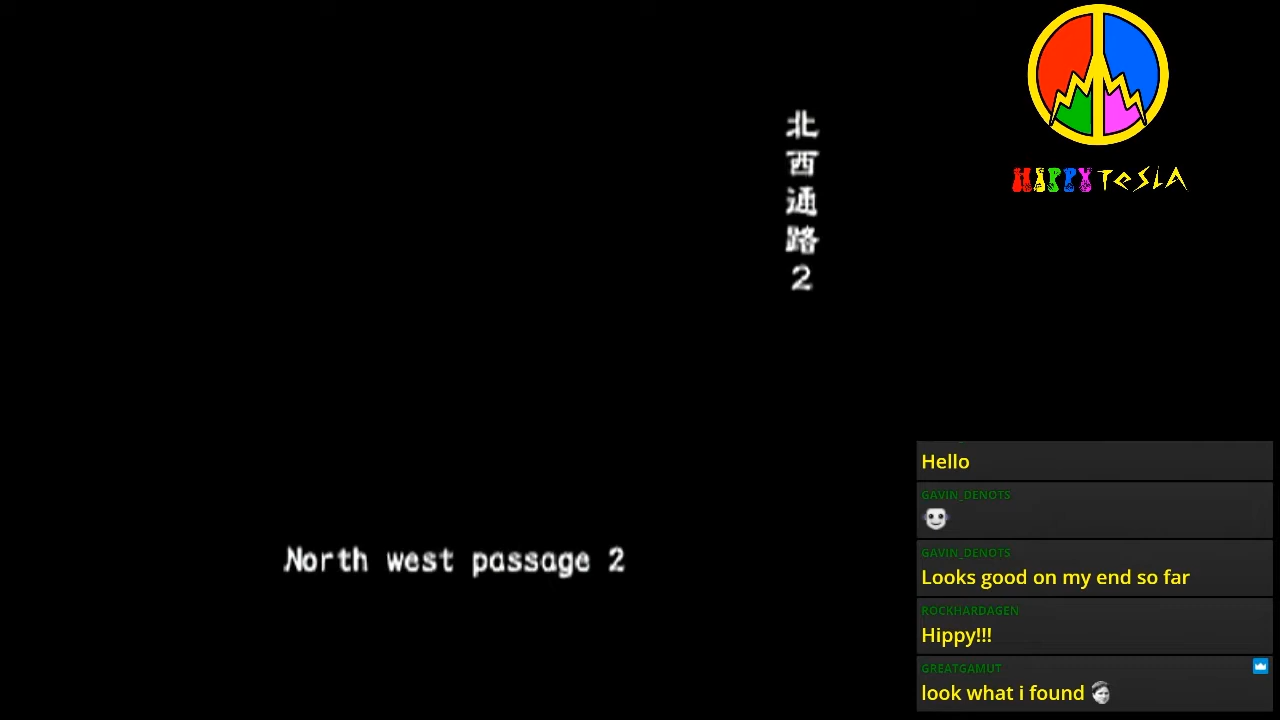 HIPPYTESLA
北西通路2
North west passage 2
Hello
GAVIN_DENOTS
GAVIN_DENOTS
Looks good on my end so far
ROCKHARDAGEN
Hippy!!!
GREATGAMUT
look what i found